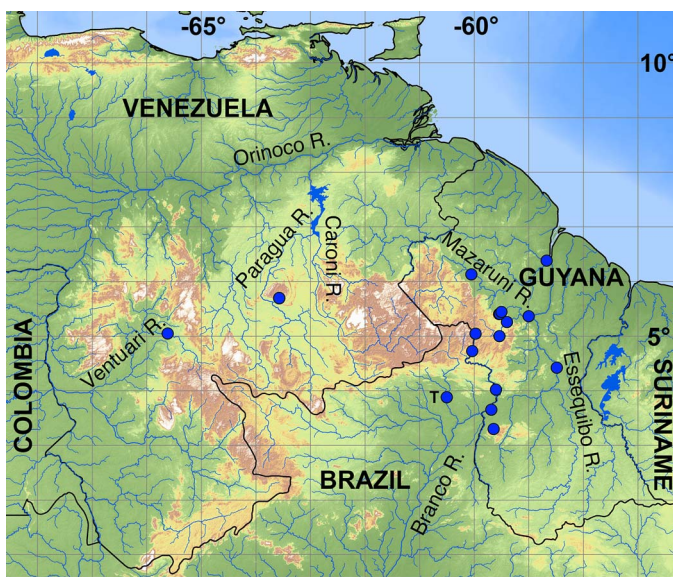 -65
-60
10°
VENEZUELA
Orinoco R.
Paragua R.
Caroni R.
Mazaruni R.
GUYANA
Ventuari R.
5°
COLOMBIA
Essequibo R.
SURINAME
T
BRAZIL
Branco R.